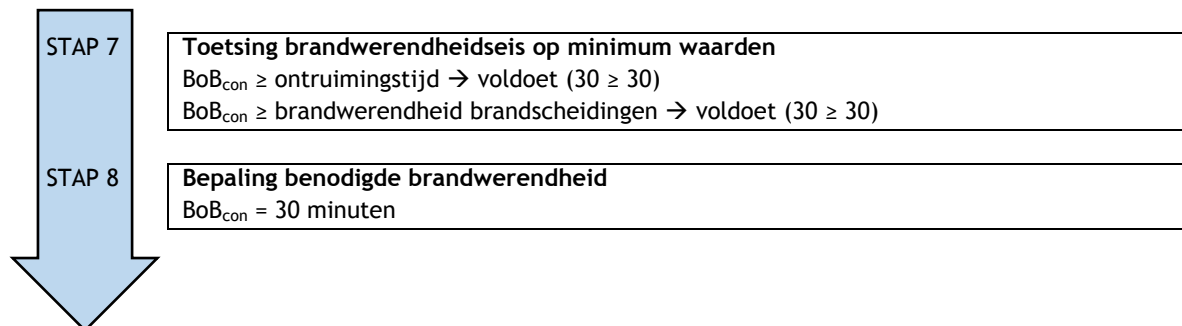 STAP 7
Toetsing brandwerendheidseis op minimum waarden
BoBcon ≥ ontruimingstijd → voldoet (30 ≥ 30)
BoBcon ≥ brandwerendheid brandscheidingen → voldoet (30 ≥ 30)
STAP 8
Bepaling benodigde brandwerendheid
BoBcon = 30 minuten